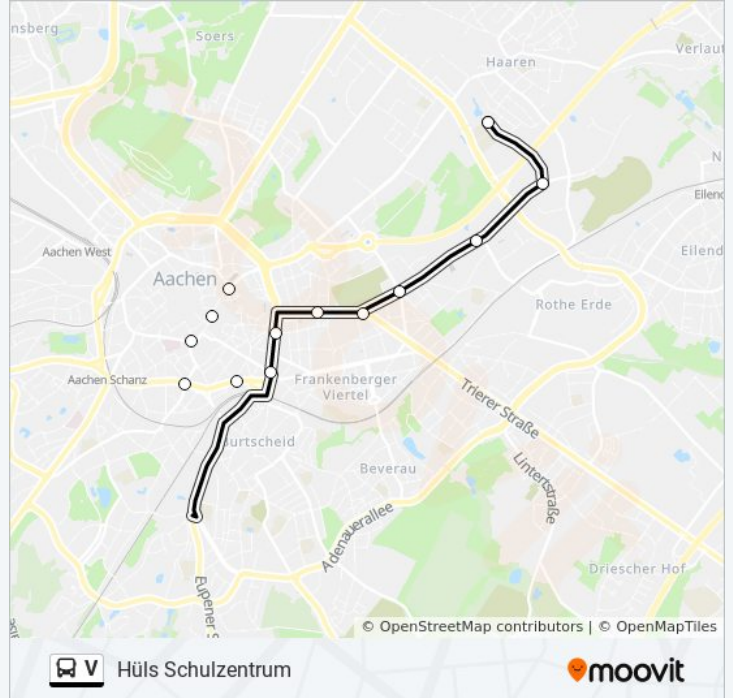 nsberg
Soers
Haaren
Verlaut
Aachen West
Eilend
Aachen
Eilend
Rothe Erde
Aachen Schanz
Frankenberger
Viertel
Trierer Straße
urtscheid
Lintertstraße
Beverau
Adenauerallee
Driescher Hof
Eupener S
© OpenStreetMap contributors | © OpenMapTiles
V Hüls Schulzentrum
moovit